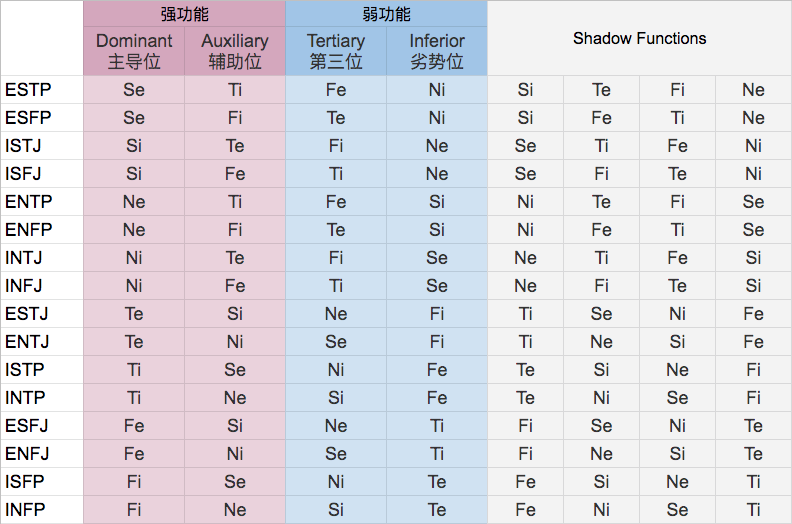 强功能 弱功能 Shadow Functions
Dominant Auxiliary Tertiary Inferior
主导位 辅助位 第三位 劣势位
ESTP Se Ti Fe Ni Si Te Fi Ne
ESFP Se Fi Te Ni Si Fe Ti Ne
ISTJ Si Te Fi Ne Se Ti Fe Ni
ISFJ Si Fe Ti Ne Se Fi Te Ni
ENTP Ne Ti Fe Si Ni Te Fi Se
ENFP Ne Fi Te Si Ni Fe Ti Se
INTJ Ni Te Fi Se Ne Ti Fe Si
INFJ Ni Fe Ti Se Ne Fi Te Si
ESTJ Te Si Ne Fi Ti Se Ni Fe
ENTJ Te Ni Se Fi Ti Ne Si Fe
ISTP Ti Se Ni Fe Te Si Ne Fi
INTP Ti Ne Si Fe Te Ni Se Fi
ESFJ Fe Si Ne Ti Fi Se Ni Te
ENFJ Fe Ni Se Ti Fi Ne Si Te
ISFP Fi Se Ni Te Fe Si Ne Ti
INFP Fi Ne Si Te Fe Ni Se Ti